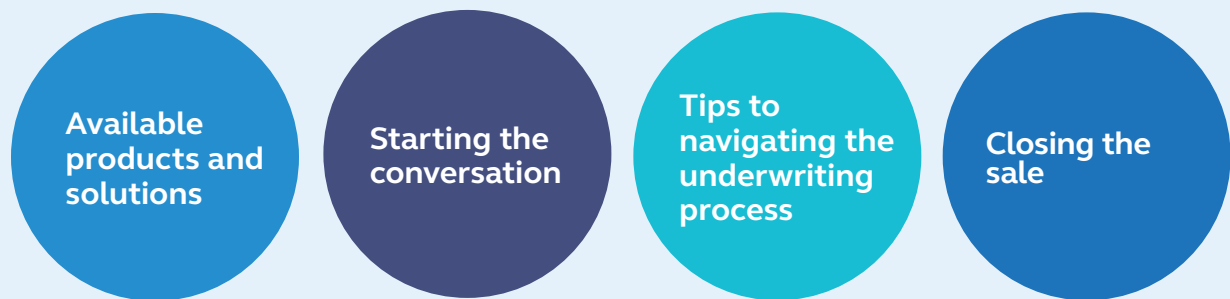 Available
products and
solutions
Starting the
conversation
Tips to
navigating the
underwriting
process
Closing the
sale